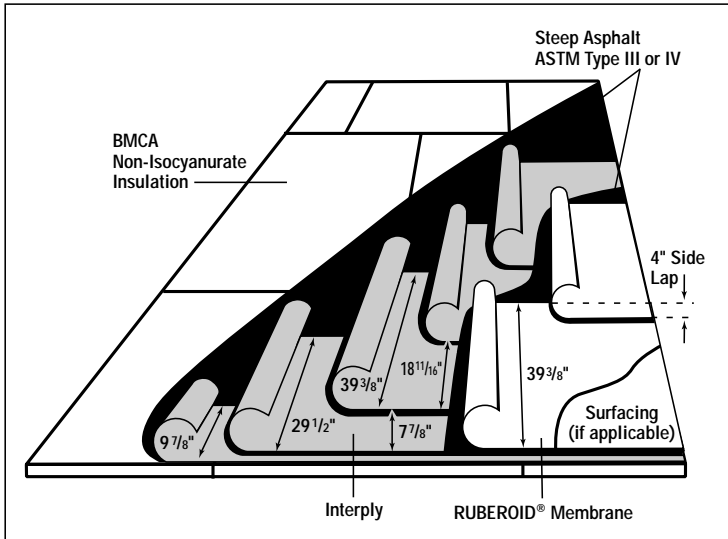 Steep Asphalt
ASTM Type III or IV
BMCA
Non-Isocyanurate
Insulation
4" Side
Lap
18 11/16"
39 3/8"
39 3/8"
29 1/2"
7 7/8"
9 7/8"
Surfacing
(if applicable)
Interply
RUBEROID® Membrane